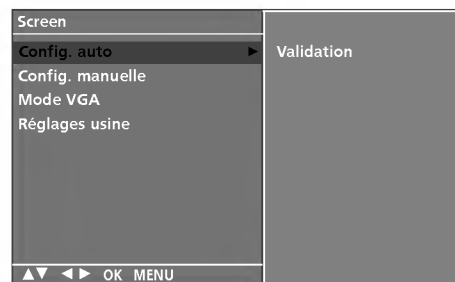 Screen
Config. auto ▶ Validation
Config. manuelle
Mode VGA
Réglages usine
▲▼ ◀▶ OK MENU